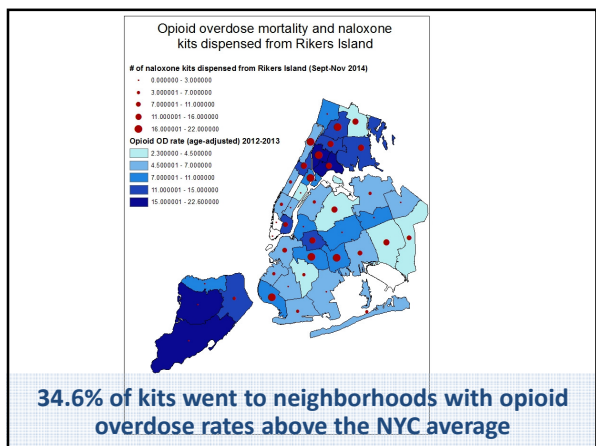 Opioid overdose mortality and naloxone
kits dispensed from Rikers Island
# of naloxone kits dispensed from Rikers Island (Sept-Nov 2014)
0.000000 - 3.000000
3.000001 - 7.000000
7.000001 - 11.000000
11.000001 - 16.000000
16.000001 - 22.000000
Opioid OD rate (age-adjusted) 2012-2013
2.300000 - 4.500000
4.500001 - 7.000000
7.000001 - 11.000000
11.000001 - 15.000000
15.000001 - 22.600000
34.6% of kits went to neighborhoods with opioid
overdose rates above the NYC average